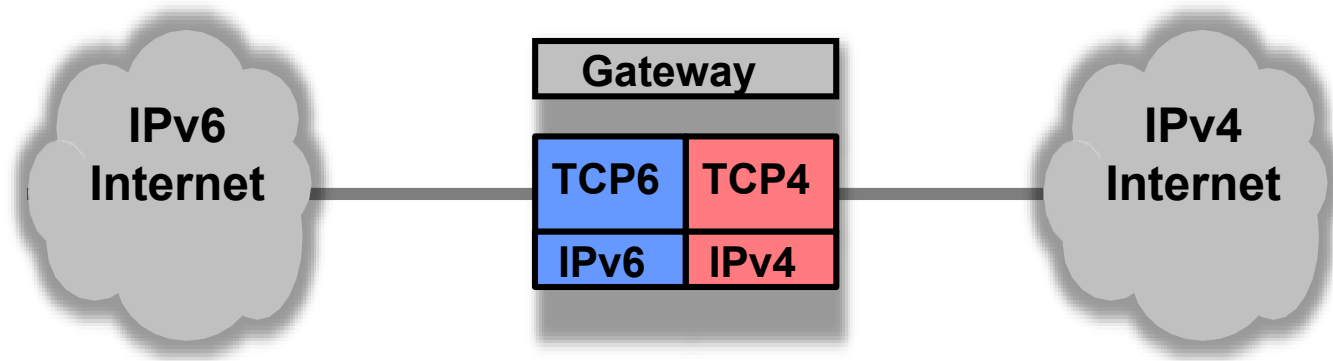 IPv6
Internet
Gateway
TCP6 TCP4
IPv6 IPv4
IPv4
Internet